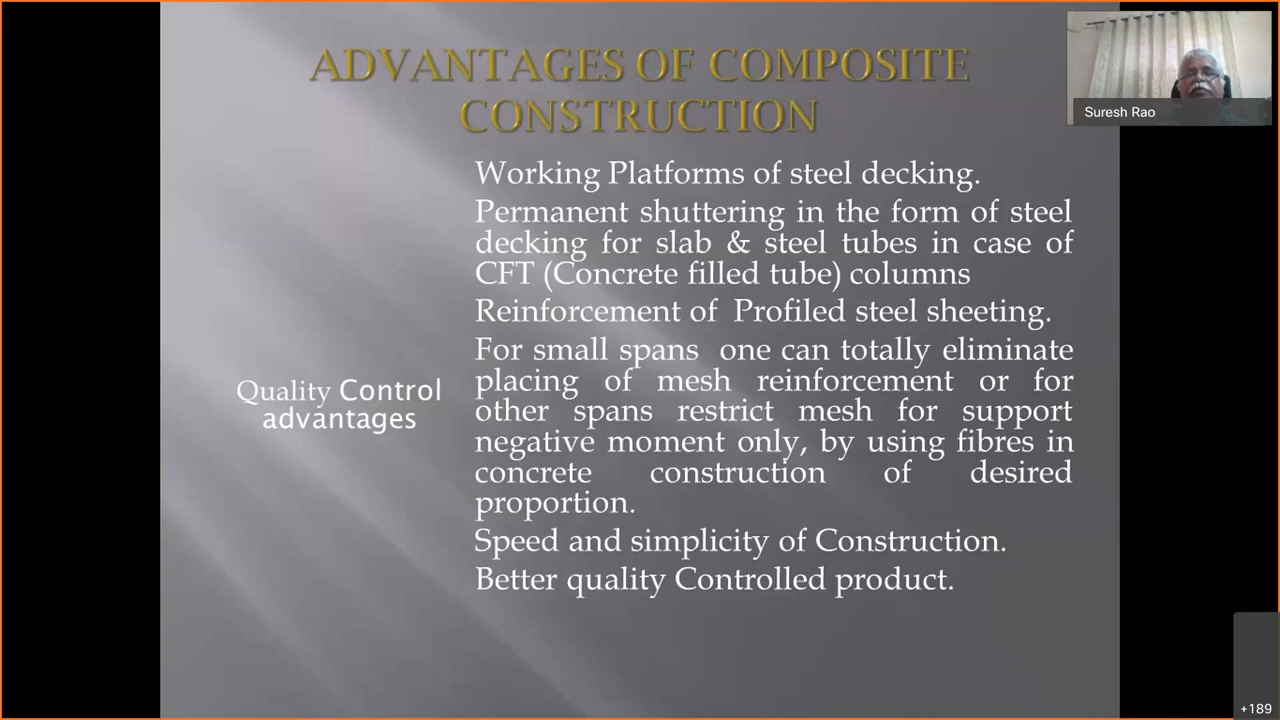 ADVANTAGES OF COMPOSITE
CONSTRUCTION
Suresh Rao
Working Platforms of steel decking.
Permanent shuttering in the form of steel
decking for slab & steel tubes in case of
CFT (Concrete filled tube) columns
Reinforcement of Profiled steel sheeting.
For small spans one can totally eliminate
placing of mesh reinforcement or for
other spans restrict mesh for support
negative moment only, by using fibres in
concrete construction of desired
proportion.
Speed and simplicity of Construction.
Better quality Controlled product.
Quality Control
advantages
+189